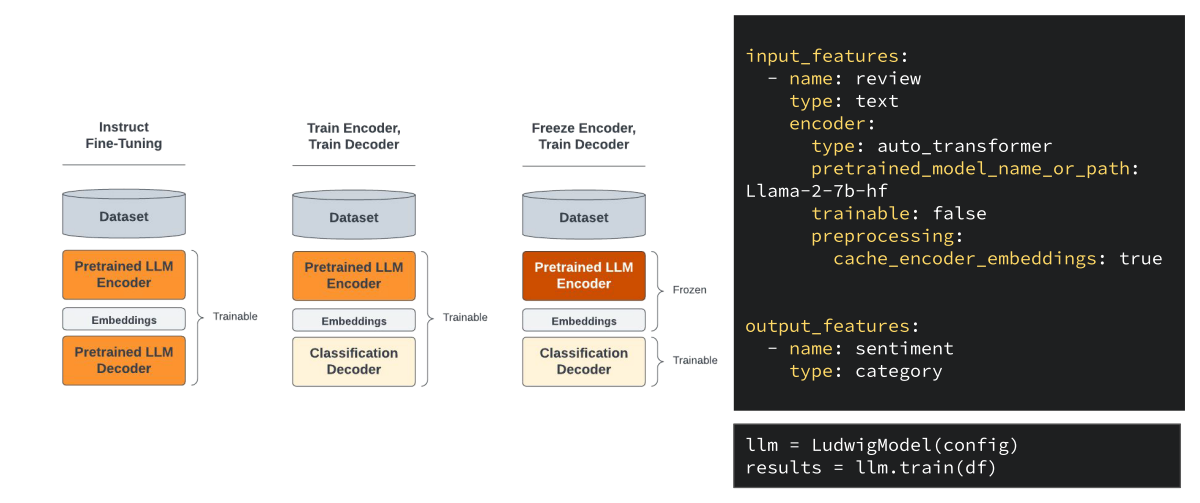 Instruct
Fine-Tuning
Dataset
Pretrained LLM
Encoder
Embeddings
Pretrained LLM
Decoder
Trainable
Train Encoder,
Train Decoder
Dataset
Pretrained LLM
Encoder
Embeddings
Classification
Decoder
Trainable
Freeze Encoder,
Train Decoder
Dataset
Pretrained LLM
Encoder
Embeddings
Frozen
Classification
Decoder
Trainable
input_features:
  - name: review
    type: text
    encoder:
      type: auto_transformer
      pretrained_model_name_or_path:
Llama-2-7b-hf
      trainable: false
      preprocessing:
        cache_encoder_embeddings: true
output_features:
  - name: sentiment
    type: category
llm = LudwigModel(config)
results = llm.train(df)